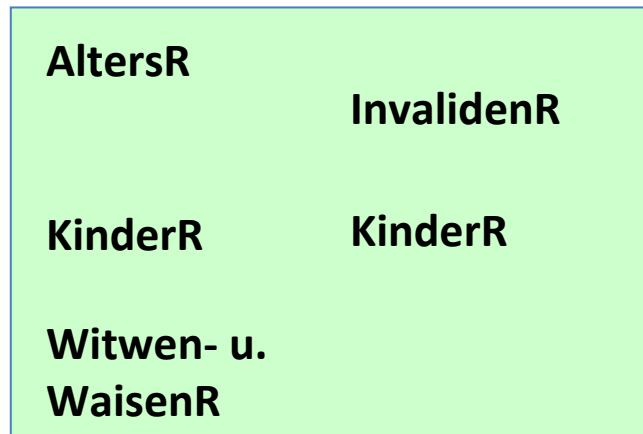 AltersR
InvalidenR
KinderR
KinderR
Witwen- u.
WaisenR